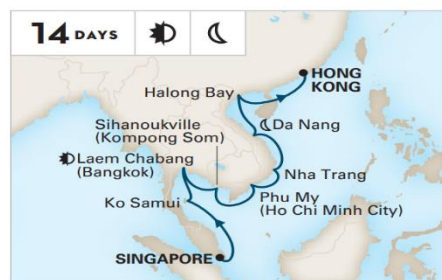 14 DAYS
HONG
KONG
Halong Bay
Sihanoukville
(Kompong Som)
Da Nang
Laem Chabang
(Bangkok)
Nha Trang
Ko Samui
Phu My
(Ho Chi Minh City)
SINGAPORE